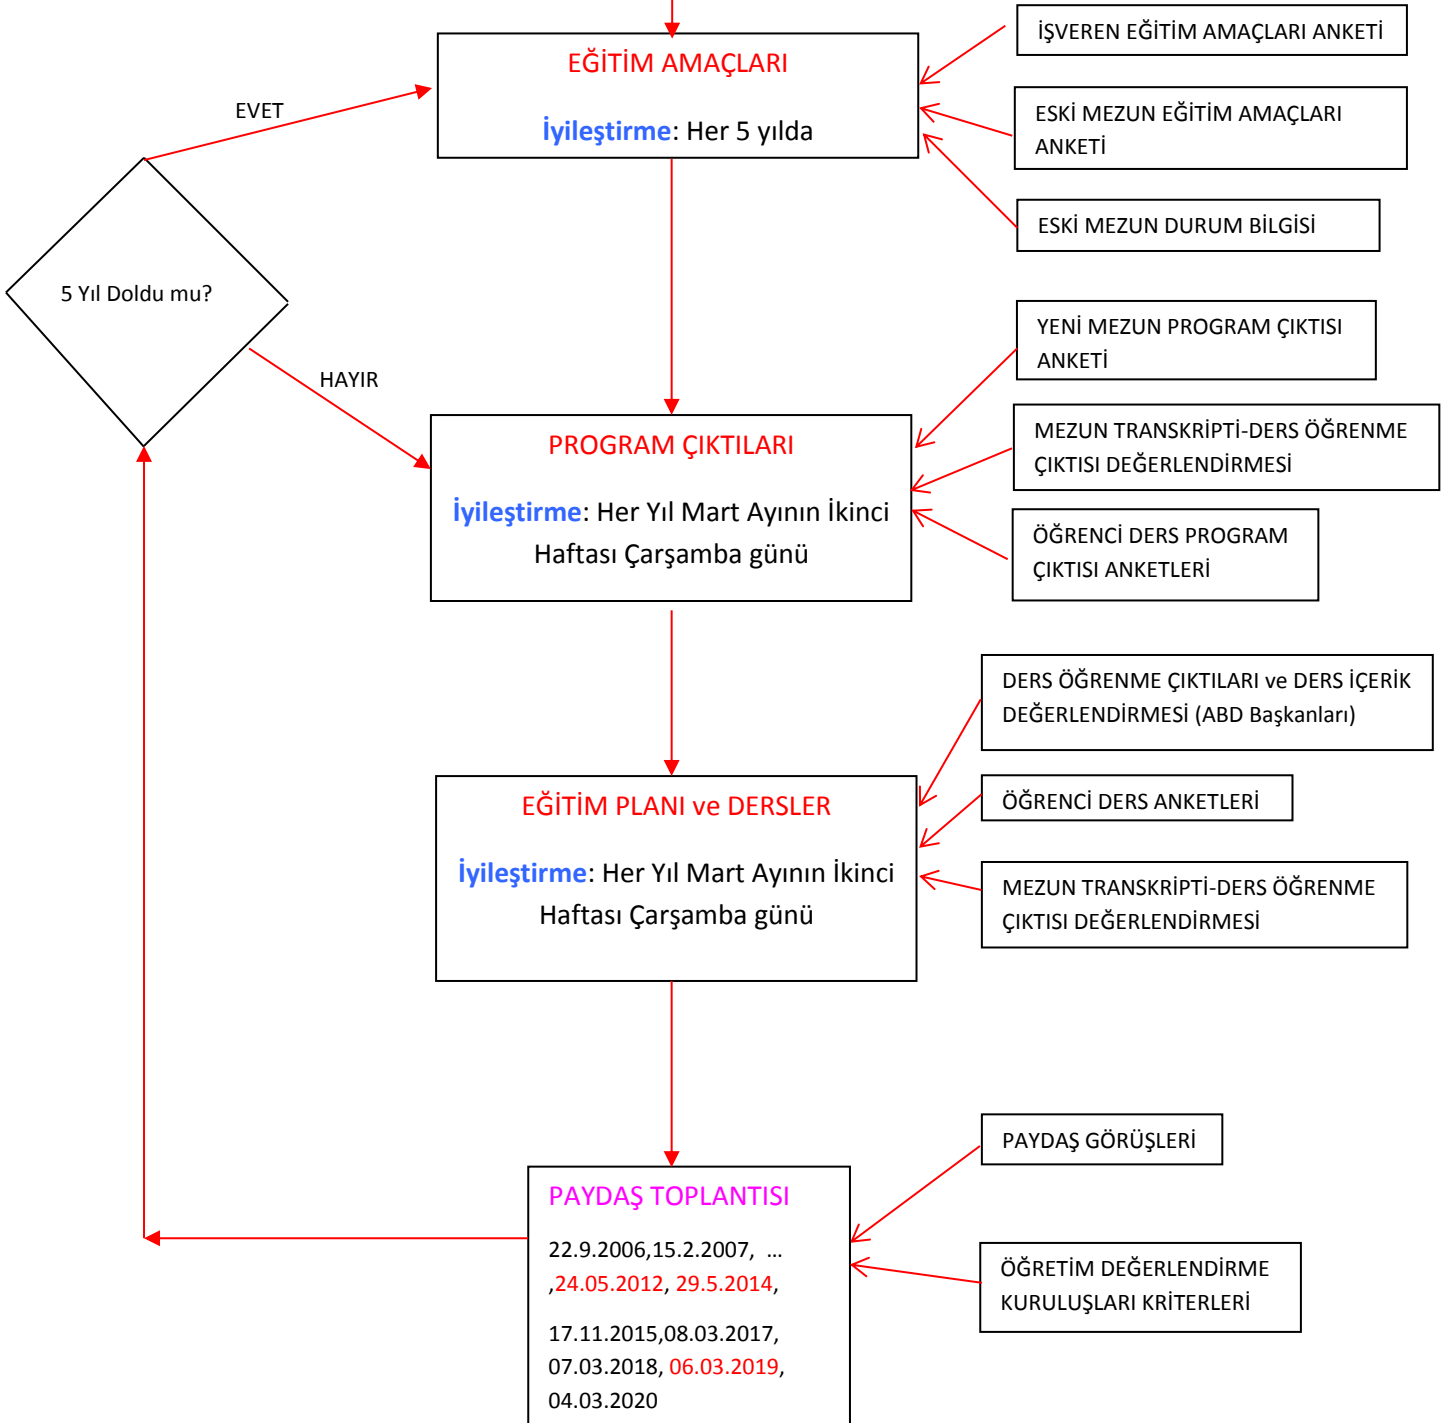 İŞVEREN EĞİTİM AMAÇLARI ANKETİ
EĞİTİM AMAÇLARI
İyileştirme: Her 5 yılda
EVET
ESKİ MEZUN EĞİTİM AMAÇLARI
ANKETİ
ESKİ MEZUN DURUM BİLGİSİ
5 Yıl Doldu mu?
HAYIR
YENİ MEZUN PROGRAM ÇIKTISI
ANKETİ
PROGRAM ÇIKTILARI
İyileştirme: Her Yıl Mart Ayının İkinci
Haftası Çarşamba günü
MEZUN TRANSKRİPTİ-DERS ÖĞRENME
ÇIKTISI DEĞERLENDİRMESİ
ÖĞRENCİ DERS PROGRAM
ÇIKTISI ANKETLERİ
DERS ÖĞRENME ÇIKTILARI ve DERS İÇERİK
DEĞERLENDİRMESİ (ABD Başkanları)
EĞİTİM PLANI ve DERSLER
İyileştirme: Her Yıl Mart Ayının İkinci
Haftası Çarşamba günü
ÖĞRENCİ DERS ANKETLERİ
MEZUN TRANSKRİPTİ-DERS ÖĞRENME
ÇIKTISI DEĞERLENDİRMESİ
PAYDAŞ GÖRÜŞLERİ
PAYDAŞ TOPLANTISI
22.9.2006,15.2.2007, ...
,24.05.2012, 29.5.2014,
17.11.2015,08.03.2017,
07.03.2018, 06.03.2019,
04.03.2020
ÖĞRETİM DEĞERLENDİRME
KURULUŞLARI KRİTERLERİ